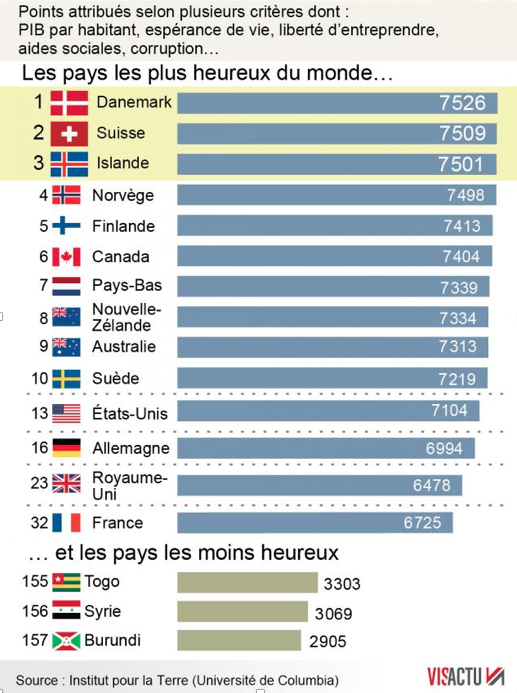 Points attribués selon plusieurs critères dont :
PIB par habitant, espérance de vie, liberté d'entreprendre,
aides sociales, corruption…
Les pays les plus heureux du monde…
1 Danemark 7526
2 Suisse 7509
3 Islande 7501
4 Norvège 7498
5 Finlande 7413
6 Canada 7404
7 Pays-Bas 7339
8 Nouvelle-
Zélande 7334
9 Australie 7313
10 Suède 7219
13 États-Unis 7104
16 Allemagne 6994
23 Royaume-
Uni 6478
32 France 6725
… et les pays les moins heureux
155 Togo 3303
156 Syrie 3069
157 Burundi 2905
Source : Institut pour la Terre (Université de Columbia)
VISACTU